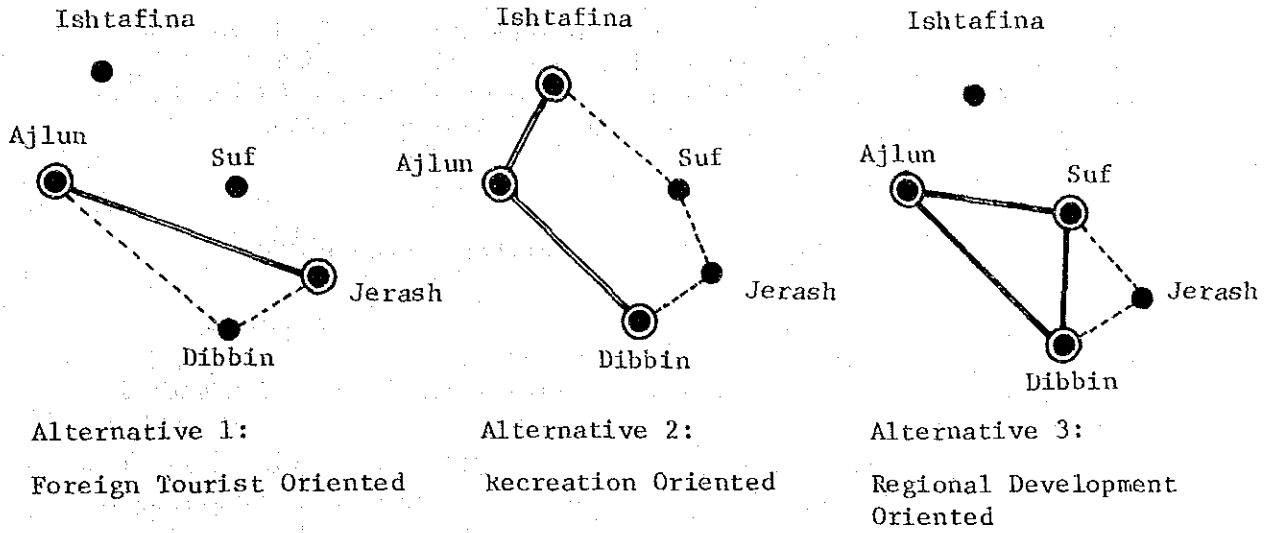 Ishtafina
Ajlun
Suf
Jerash
Dibbin
Alternative 1:
Foreign Tourist Oriented
Ishtafina
Ajlun
Suf
Jerash
Dibbin
Alternative 2:
Recreation Oriented
Ishtafina
Ajlun
Suf
Jerash
Dibbin
Alternative 3:
Regional Development
Oriented